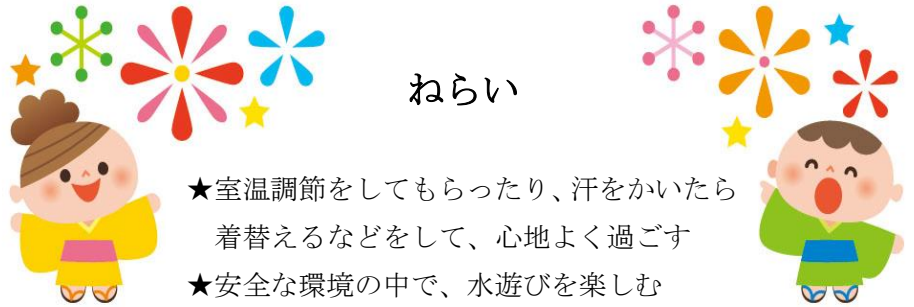 ねらい
★室温調節をしてもらったり、汗をかいたら
着替えるなどをして、心地よく過ごす
★安全な環境の中で、水遊びを楽しむ